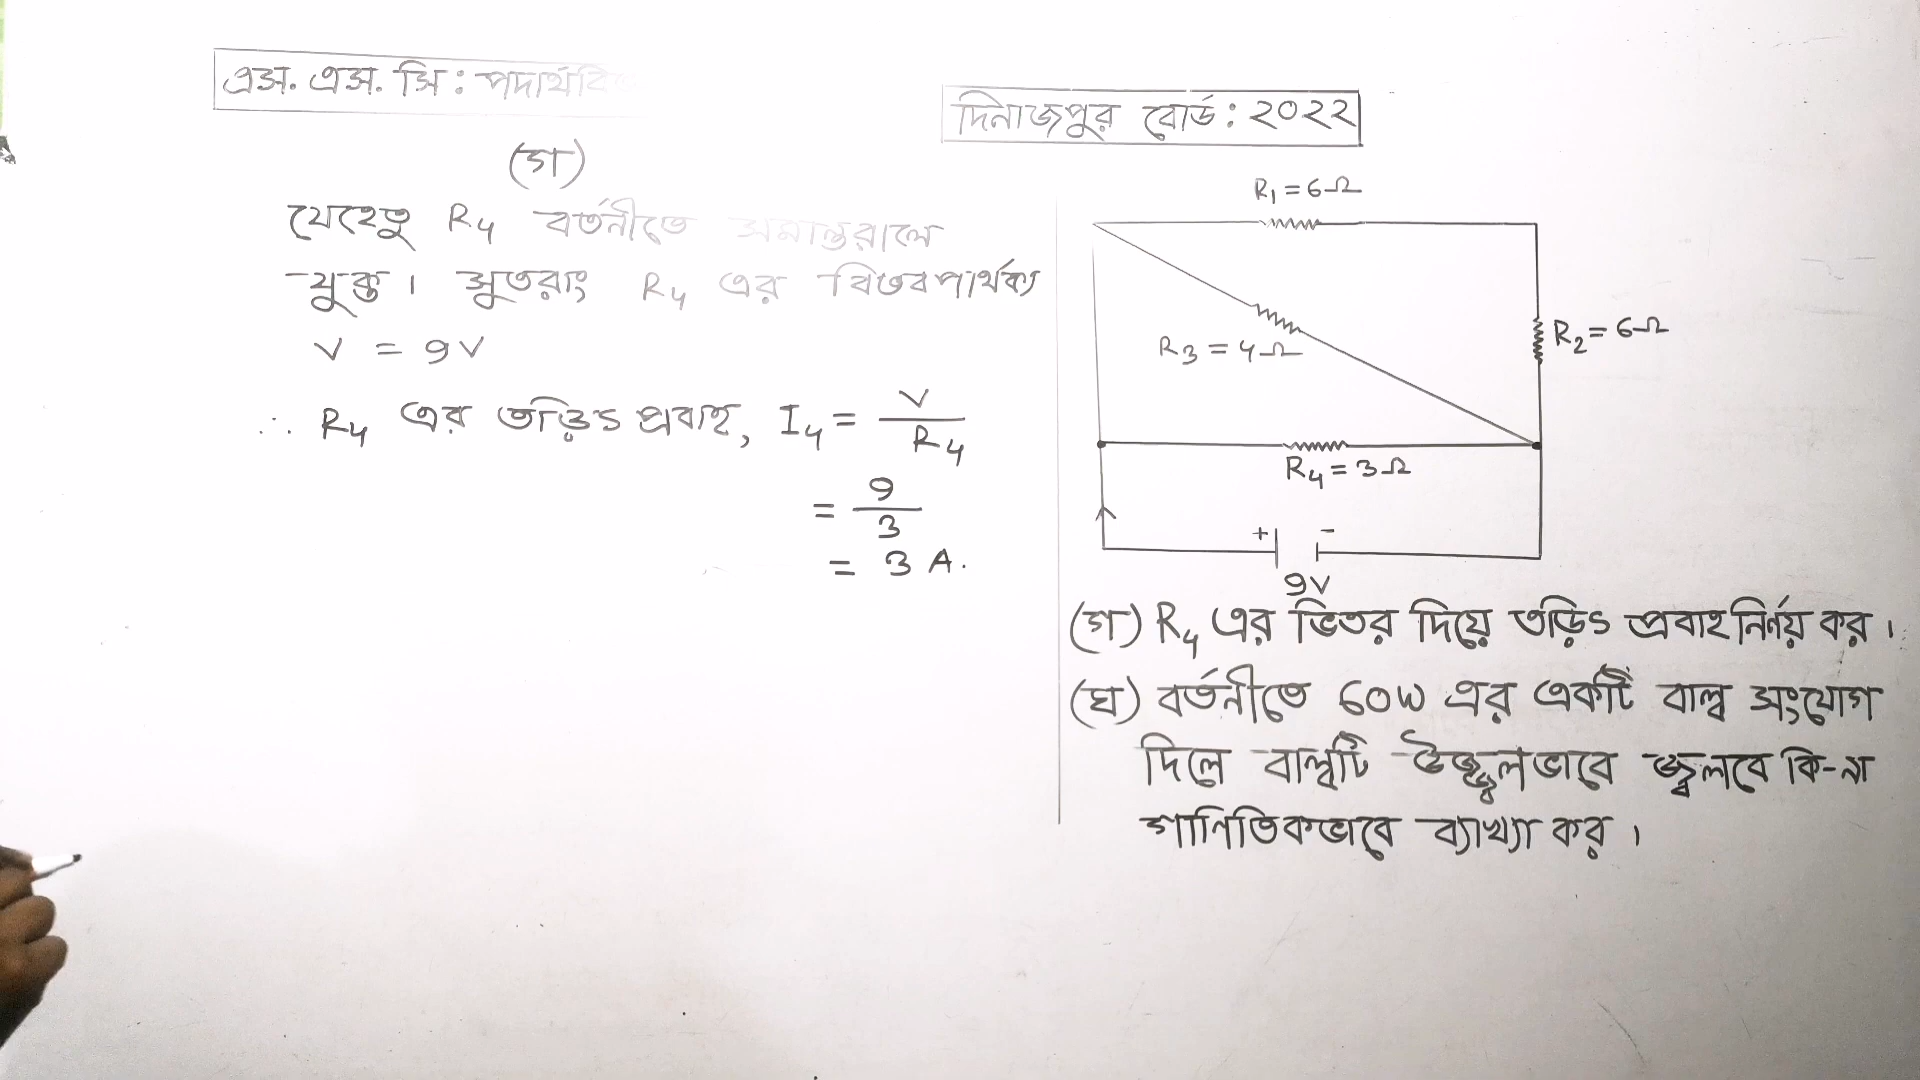 এস. এস. সি : পদার্থবি
(গ)
যেহেতু R4 বর্তনীতে সমান্তরালে
যুক্ত। সুতরাং R4 এর বিভবপার্থক্য
V = 9V
∴ R4 এর তড়িৎ প্রবাহ, I4 = V/R4
= 9/3
= 3 A.
দিনাজপুর বোর্ড : ২০২২
R1 = 6Ω
R2 = 6Ω
R3 = 4Ω
R4 = 3Ω
+ -
9V
(গ) R4 এর ভিতর দিয়ে তড়িৎ প্রবাহ নির্ণয় কর।
(ঘ) বর্তনীতে 60W এর একটি বাল্ব সংযোগ
দিলে বাল্বটি উজ্জ্বলভাবে জ্বলবে কি-না
গানিতিকভাবে ব্যাখ্যা কর।